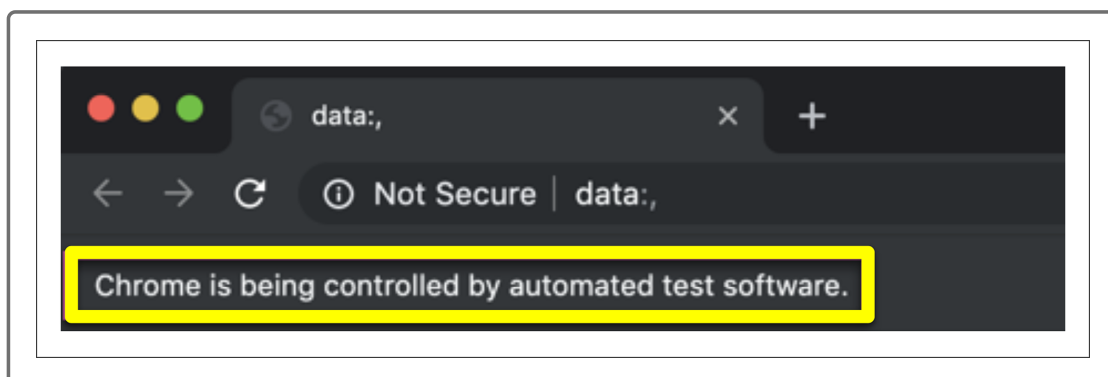 data:,
Not Secure | data:,
Chrome is being controlled by automated test software.